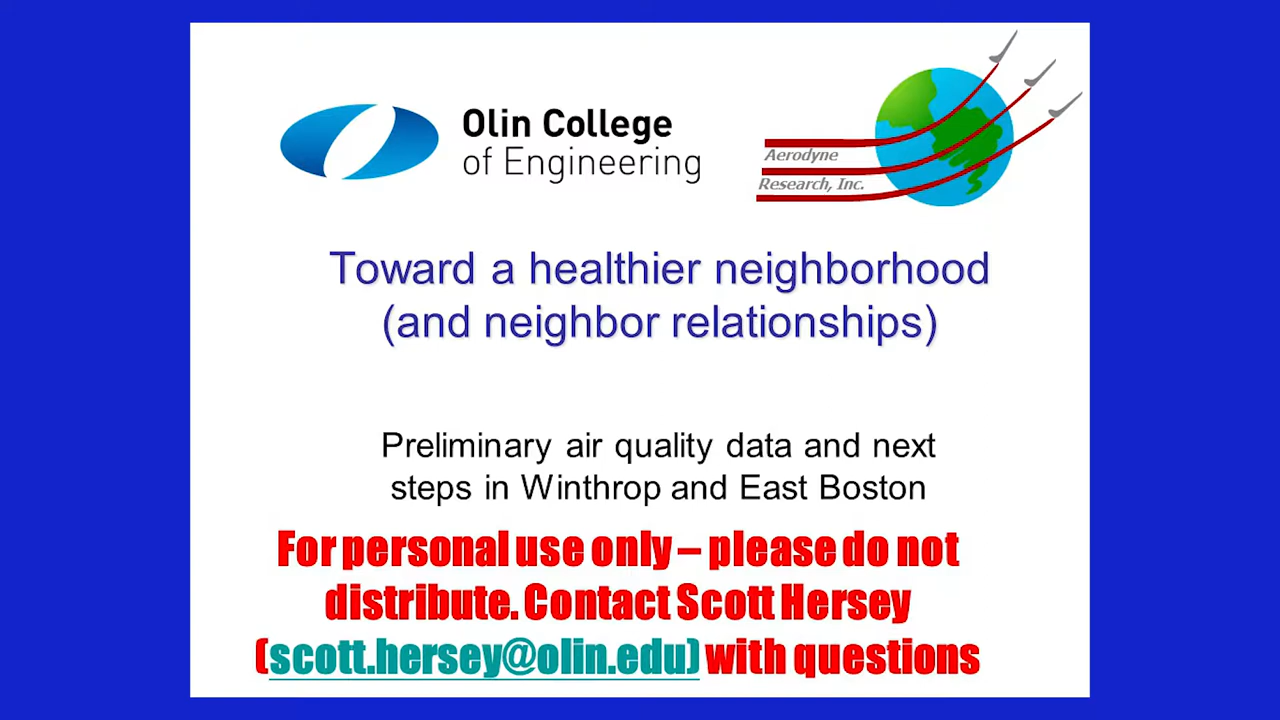 Olin College
of Engineering
Aerodyne
Research, Inc.
Toward a healthier neighborhood
(and neighbor relationships)
Preliminary air quality data and next
steps in Winthrop and East Boston
For personal use only – please do not
distribute. Contact Scott Hersey
(scott.hersey@olin.edu) with questions